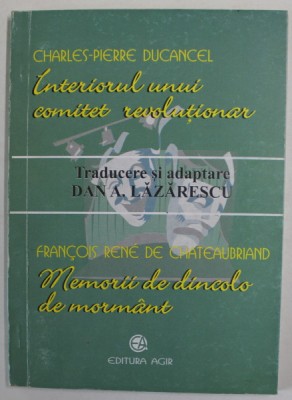 CHARLES-PIERRE DUCANCEL
Interiorul unui
comitet revoluționar
Traducere și adaptare
DAN A. LĂZĂRESCU
FRANÇOIS RENÉ DE CHATEAUBRIAND
Memorii de dincolo
de mormânt
EDITURA AGIR